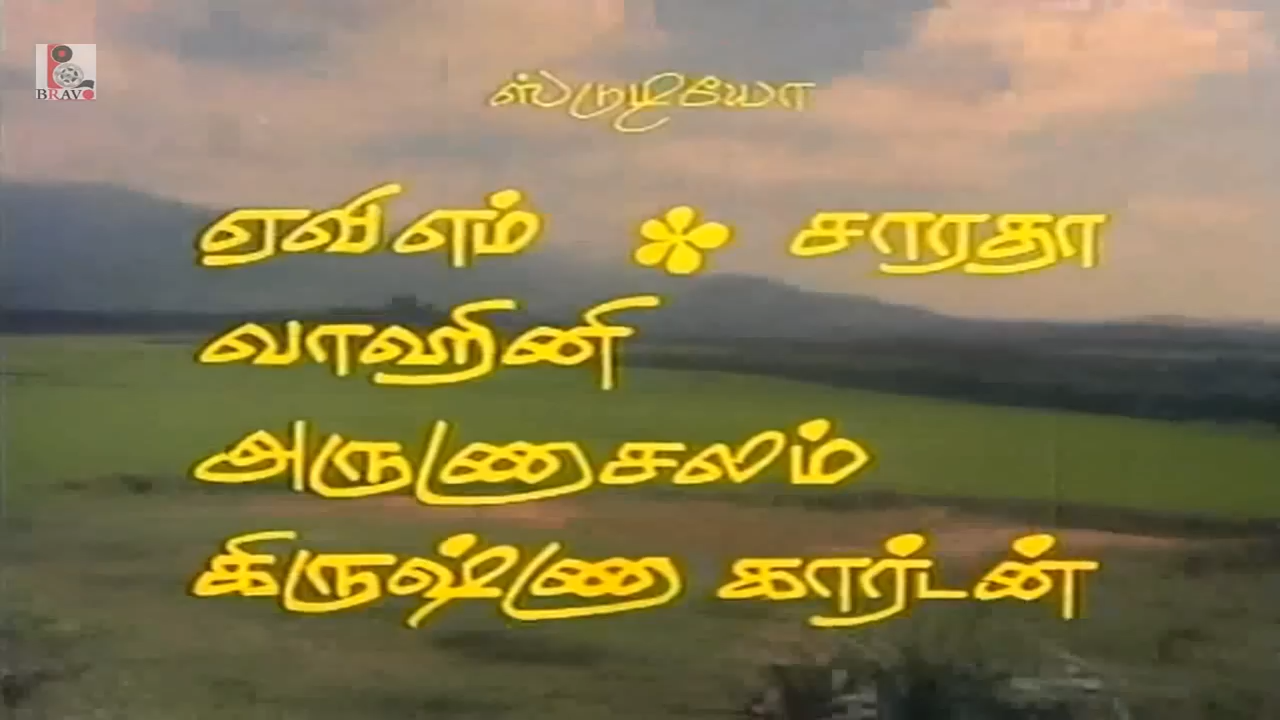 BRAVO
ஸ்டுடியோ
ஏவிஎம் சாரதா
வாஹினி
அருணாசலம்
கிருஷ்ணா கார்டன்